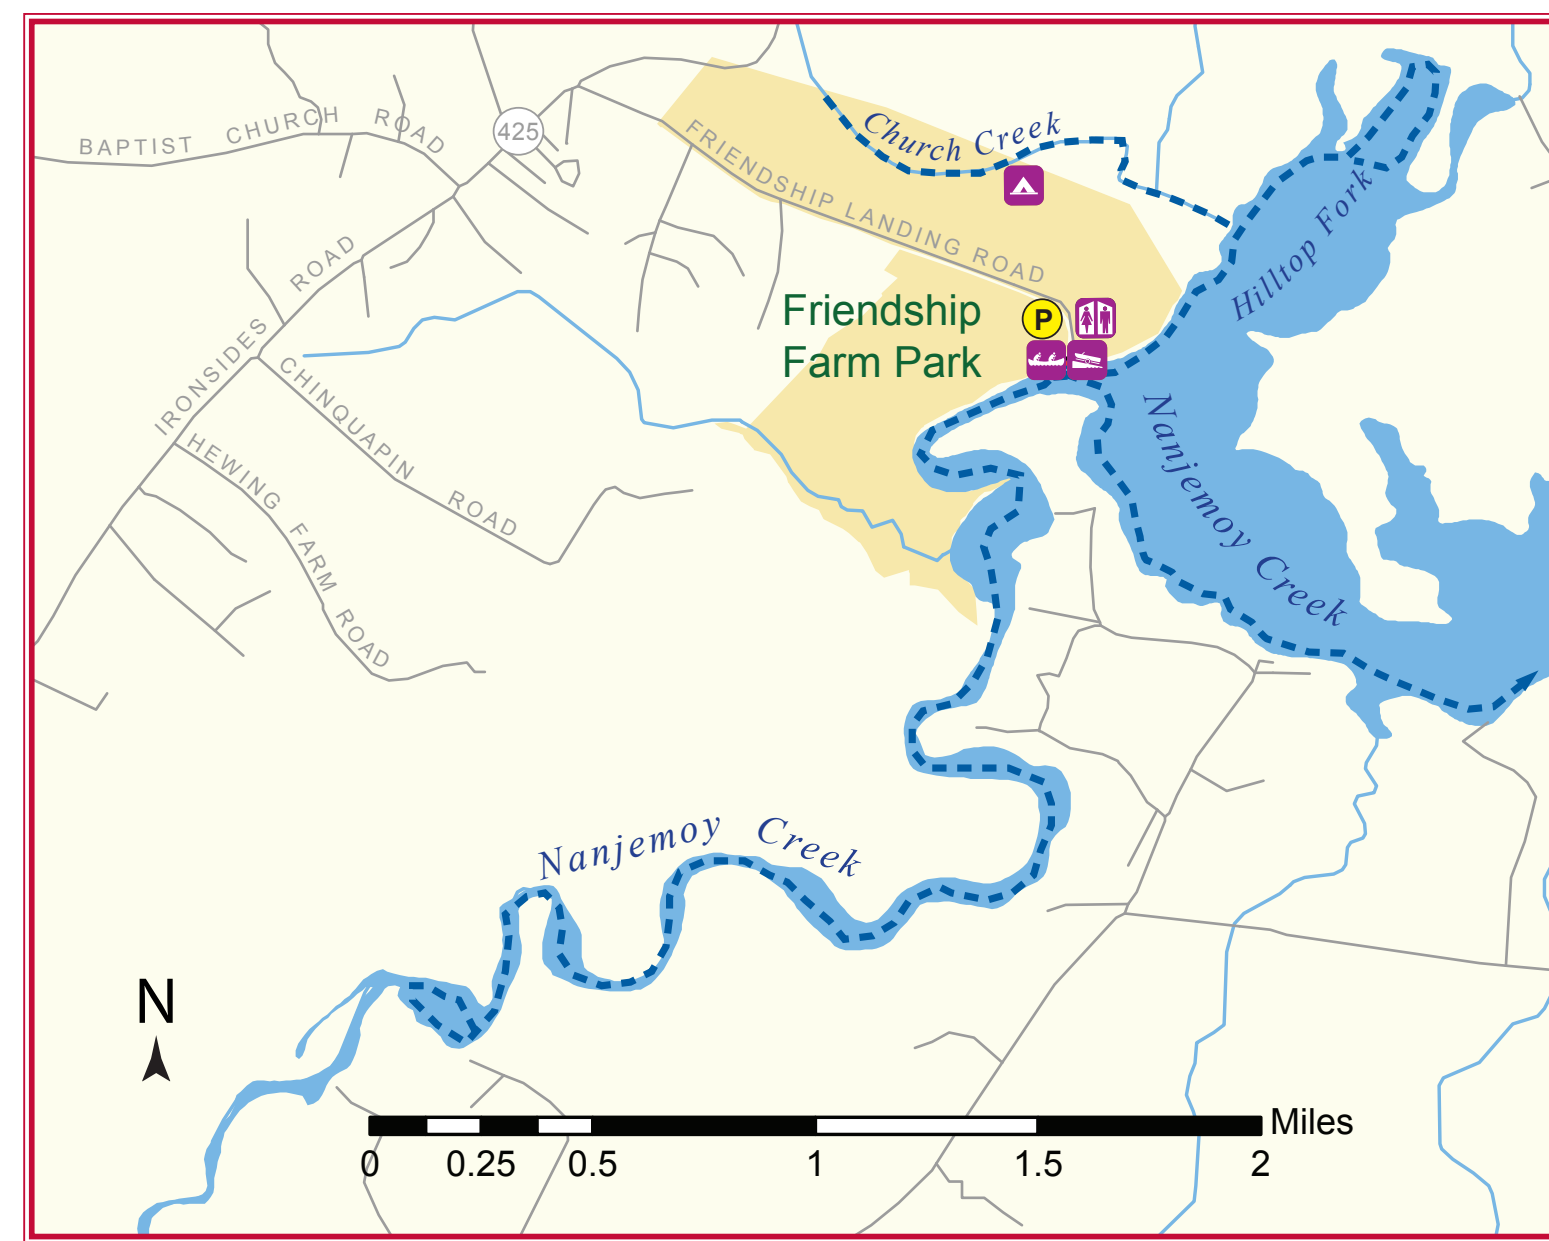 BAPTIST CHURCH ROAD
425
Church Creek
FRIENDSHIP LANDING ROAD
Hilltop Fork
IRONSIDES ROAD
Friendship
Farm Park
P
CHINQUAPIN ROAD
HEWING FARM ROAD
Nanjemoy Creek
Nanjemoy Creek
N
Miles
0 0.25 0.5 1 1.5 2